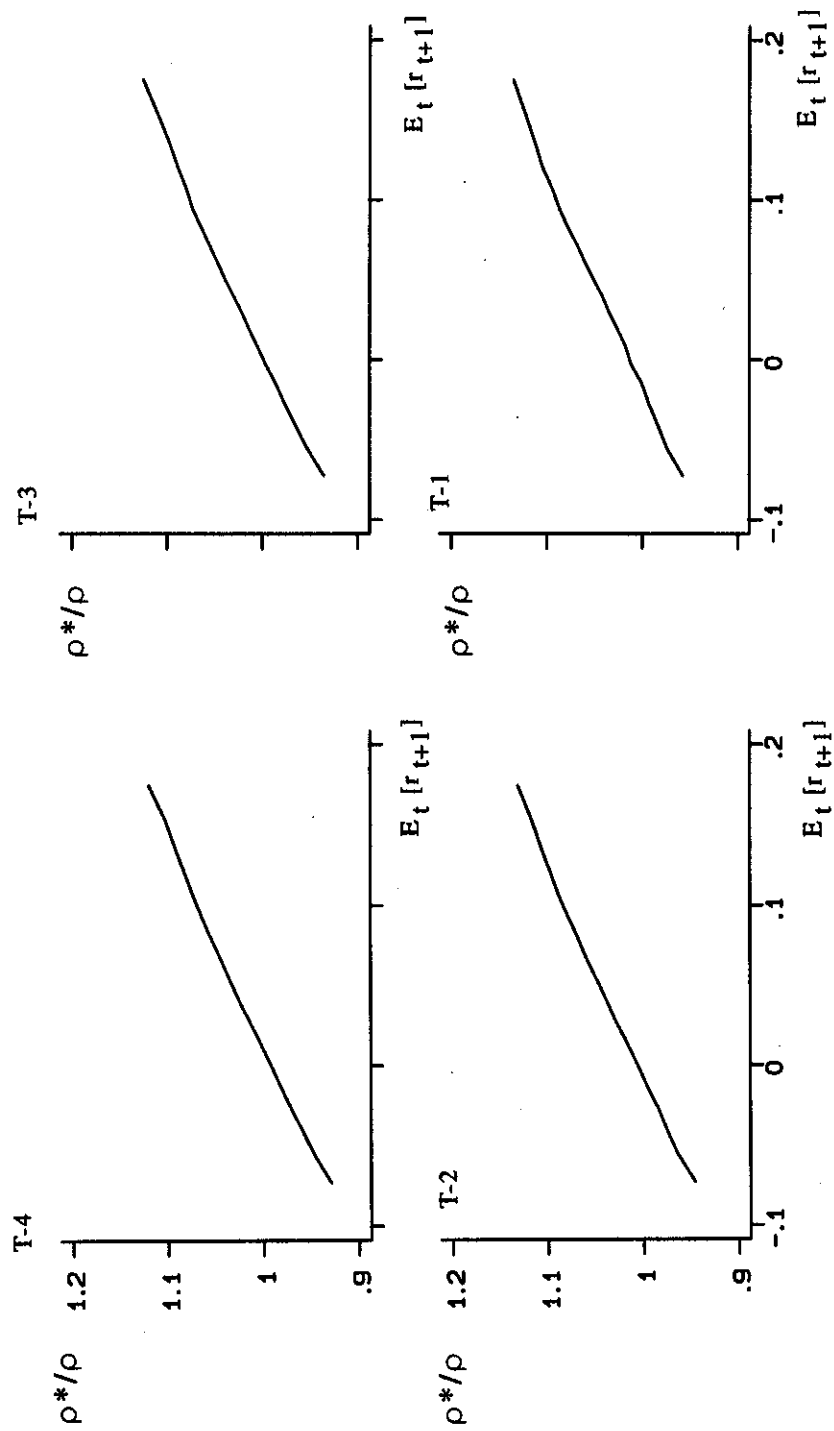 T-4
ρ*/ρ
1.2
1.1
1
.9
E_t [r_{t+1}]
T-3
ρ*/ρ
E_t [r_{t+1}]
T-2
ρ*/ρ
1.2
1.1
1
.9
-.1 0 .1 .2
E_t [r_{t+1}]
T-1
ρ*/ρ
-.1 0 .1 .2
E_t [r_{t+1}]